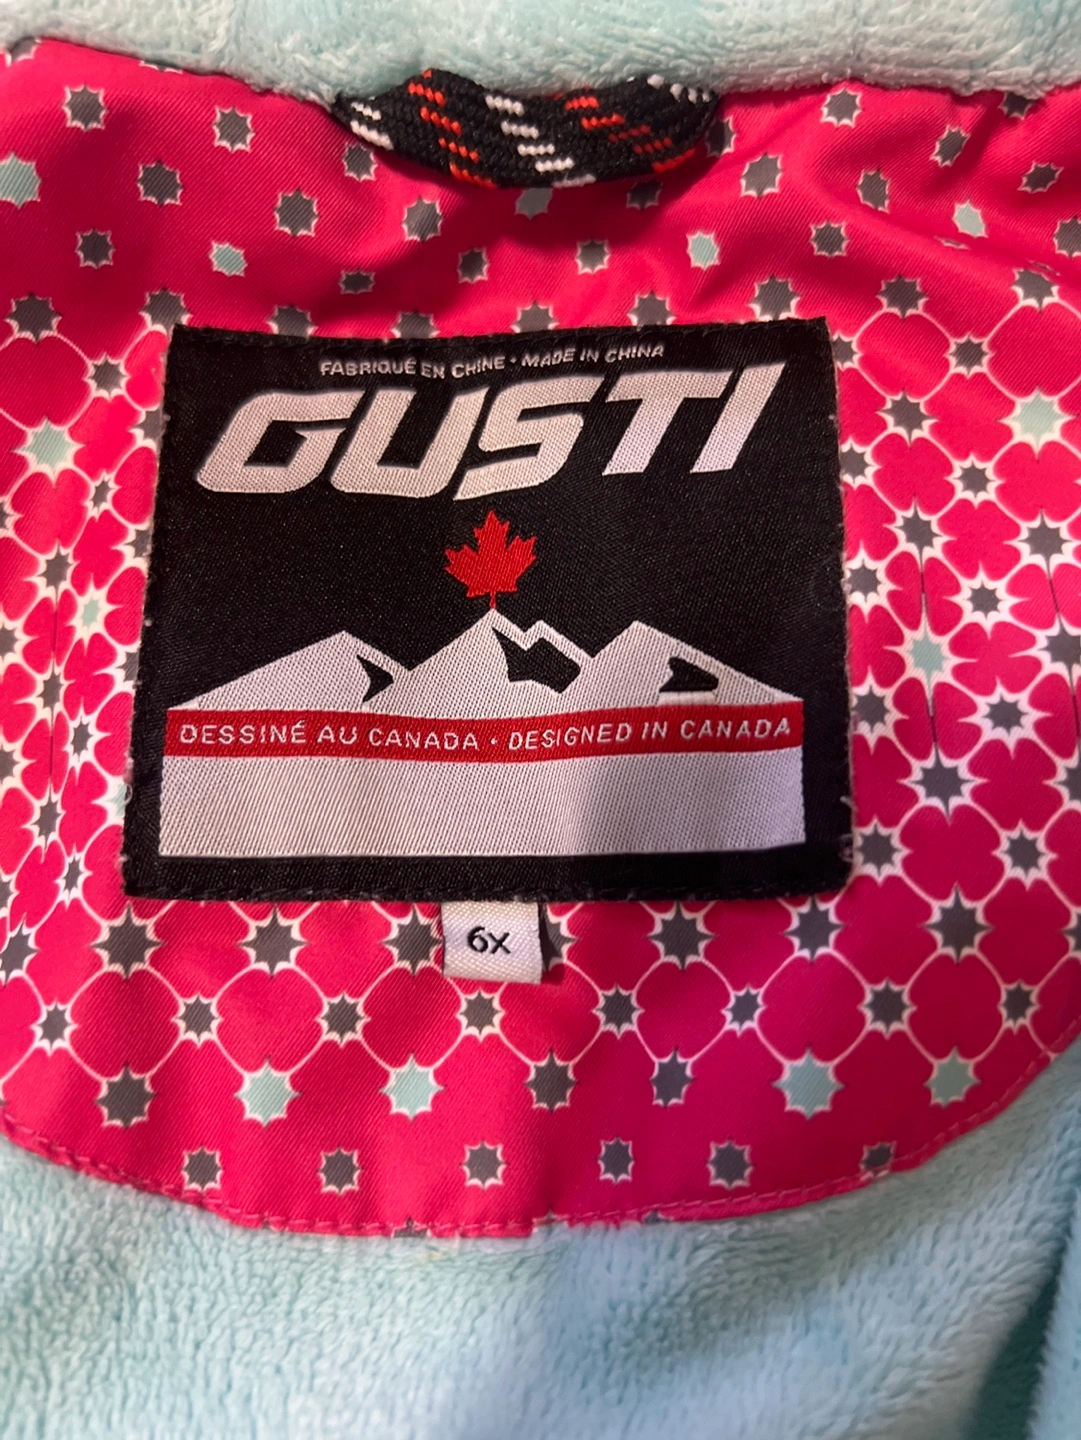 FABRIQUÉ EN CHINE • MADE IN CHINA
GUSTI
DESSINÉ AU CANADA • DESIGNED IN CANADA
6X